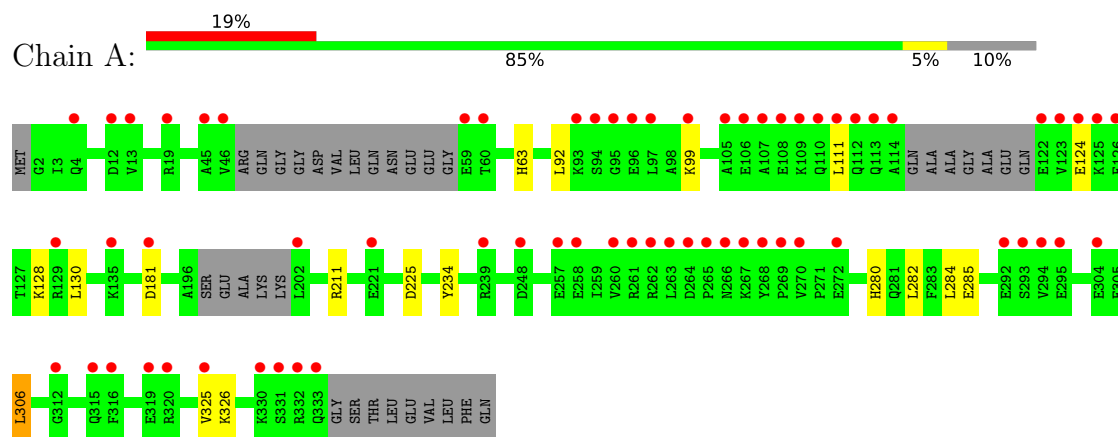 19%
Chain A:
85% 5% 10%
MET G2 I3 Q4 D12 V13 R19 A45 V46 ARG GLN GLY GLY ASP VAL LEU GLN ASN GLU GLU GLY E59 T60 H63 L92 K93 S94 G95 E96 L97 A98 K99 A105 E106 A107 E108 K109 Q110 L111 Q112 Q113 A114 GLN ALA ALA GLY ALA GLU GLN E122 V123 E124 K125 E126
T127 K128 R129 L130 K135 D181 A196 SER GLU ALA LYS LYS L202 R211 E221 D225 Y234 R239 D248 E257 E258 I259 V260 R261 R262 L263 D264 P265 N266 K267 Y268 P269 V270 P271 E272 H280 Q281 L282 F283 L284 E285 E292 S293 V294 E295 E304
L306 G312 Q315 F316 E319 R320 V325 K326 K330 S331 R332 Q333 GLY SER THR LEU GLU VAL LEU PHE GLN